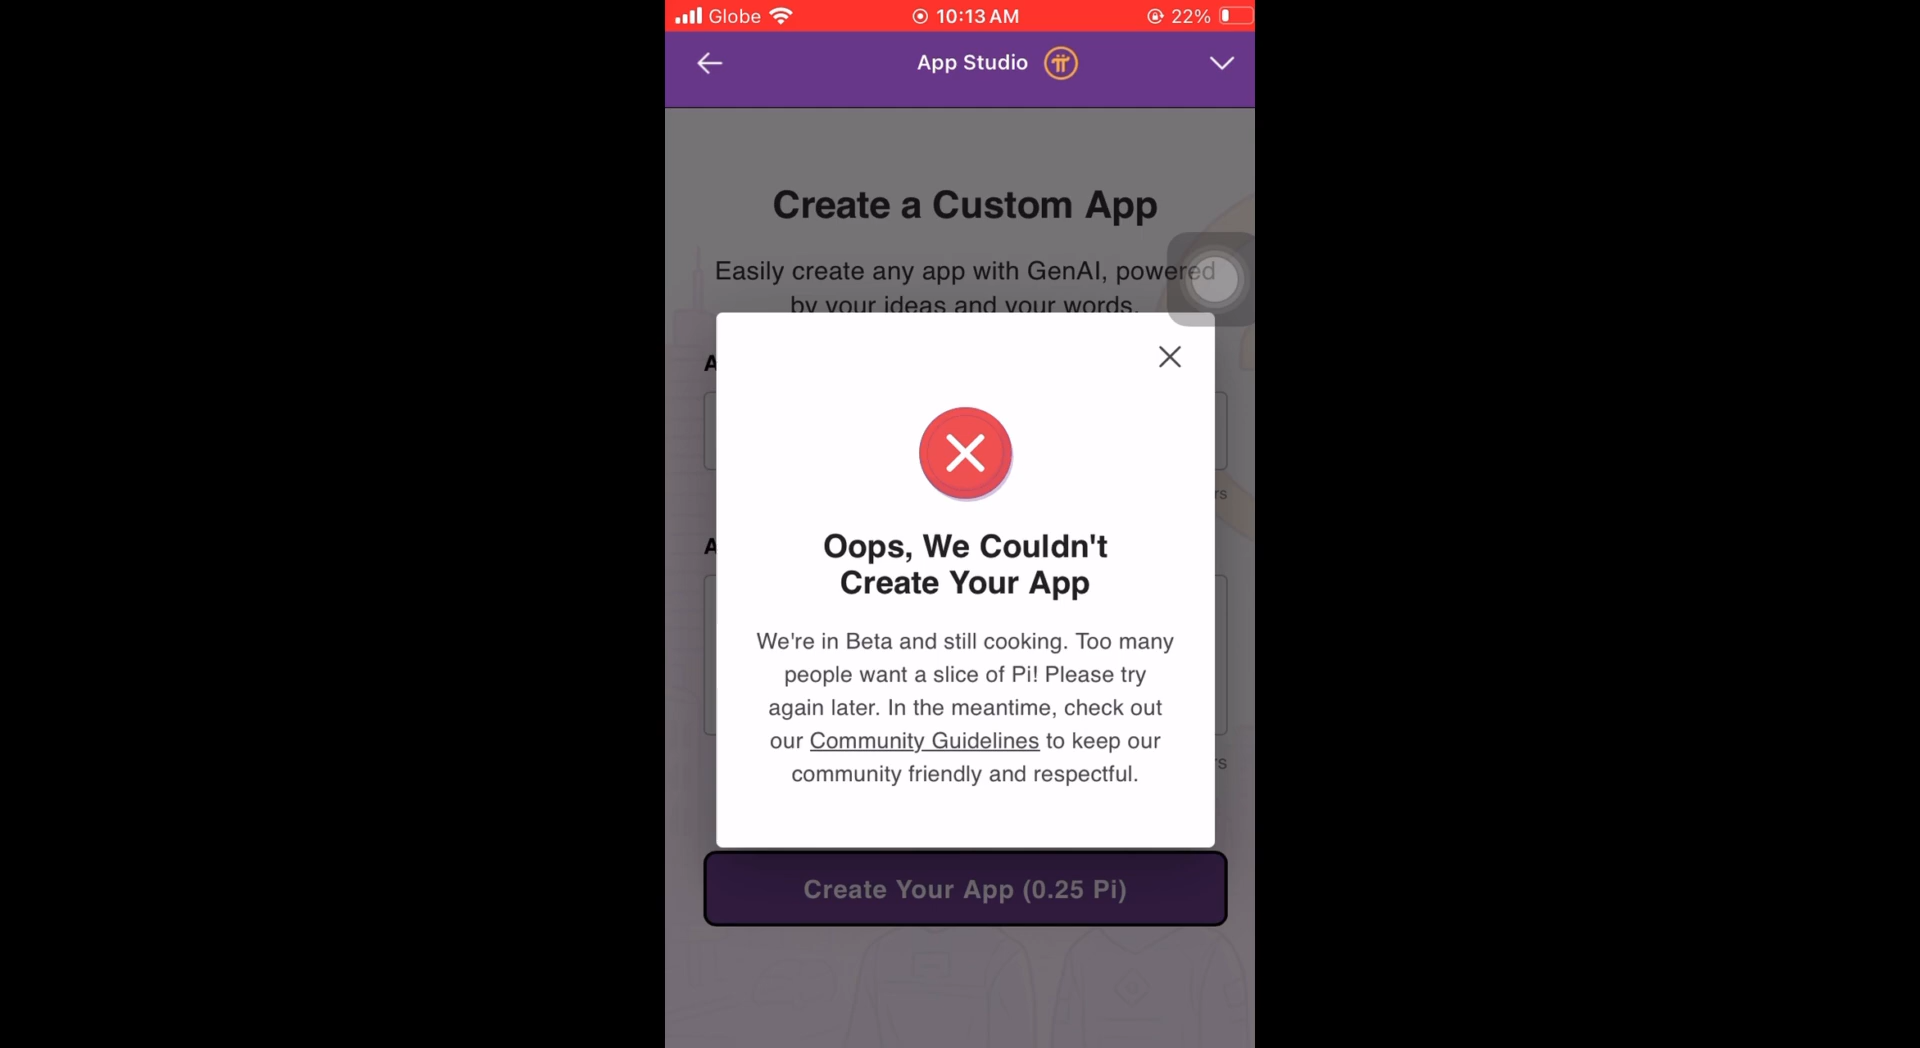 Globe
10:13 AM
22%
App Studio
Create a Custom App
Easily create any app with GenAI, powered
by your ideas and your words.
A
rs
A
rs
Oops, We Couldn't
Create Your App
We're in Beta and still cooking. Too many
people want a slice of Pi! Please try
again later. In the meantime, check out
our Community Guidelines to keep our
community friendly and respectful.
Create Your App (0.25 Pi)